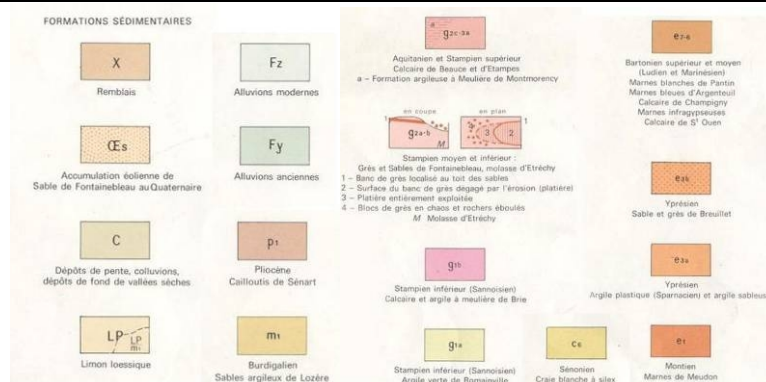 FORMATIONS SÉDIMENTAIRES
X
Remblais
Fz
Alluvions modernes
Œs
Accumulation éolienne de
Sable de Fontainebleau au Quaternaire
Fy
Alluvions anciennes
C
Dépôts de pente, colluvions,
dépôts de fond de vallées sèches
p1
Pliocène
Cailloutis de Sénart
LP
LP
m1
Limon loessique
m1
Burdigalien
Sables argileux de Lozère
a
g2c-3a
Aquitanien et Stampien supérieur
Calcaire de Beauce et d'Etampes
a – Formation argileuse à Meulière de Montmorency
en coupe
en plan
1
g2a-b
M
3
2
1
Stampien moyen et inférieur :
Grès et Sables de Fontainebleau, molasse d'Etréchy
1 – Banc de grès localisé au toit des sables
2 – Surface du banc de grès dégagé par l'érosion (platière)
3 – Platière entièrement exploitée
4 – Blocs de grès en chaos et rochers éboulés
M Molasse d'Etréchy
g1b
Stampien inférieur (Sannoisien)
Calcaire et argile à meulière de Brie
g1a
Stampien inférieur (Sannoisien)
Argile verte de Romainville
c6
Sénonien
Craie blanche à silex
e7-6
Bartonien supérieur et moyen
(Ludien et Marinésien)
Marnes blanches de Pantin
Marnes bleues d'Argenteuil
Calcaire de Champigny
Marnes infragypseuses
Calcaire de St Ouen
e3b
Yprésien
Sable et grès de Breuillet
e3a
Yprésien
Argile plastique (Sparnacien) et argile sableus
e1
Montien
Marnes de Meudon